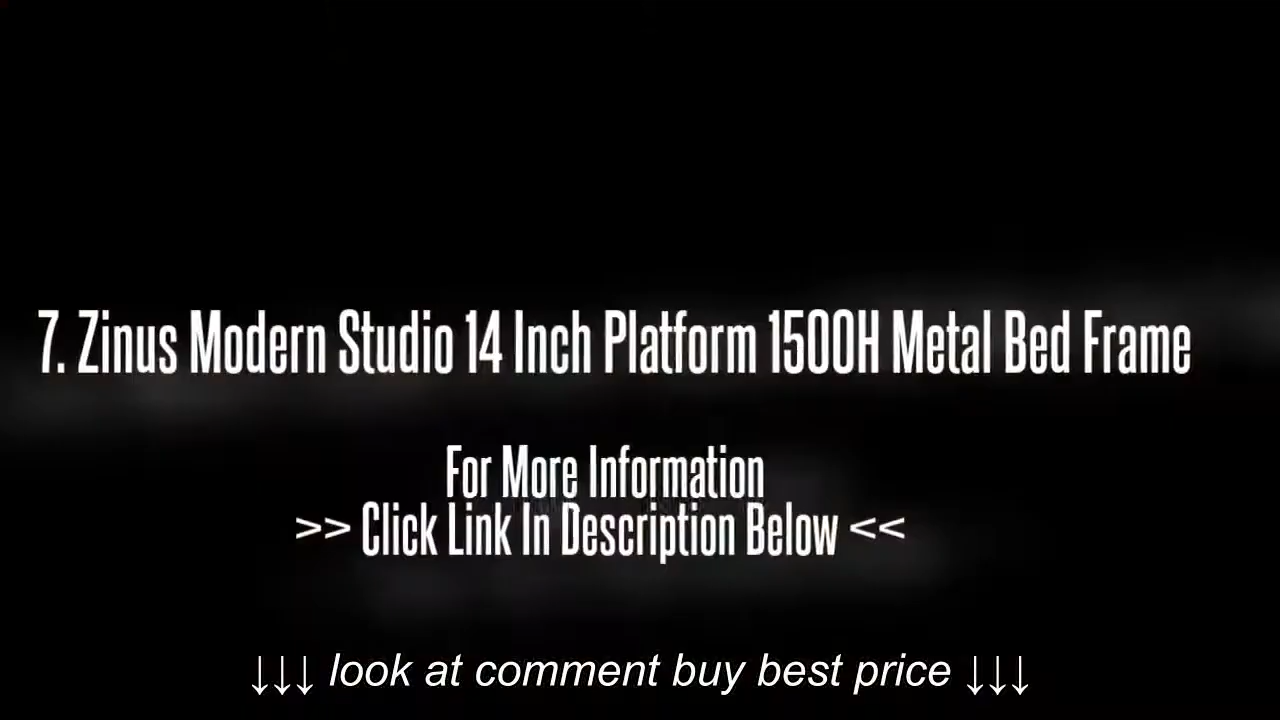 7. Zinus Modern Studio 14 Inch Platform 1500H Metal Bed Frame
For More Information
>> Click Link In Description Below <<
↓↓↓ look at comment buy best price ↓↓↓